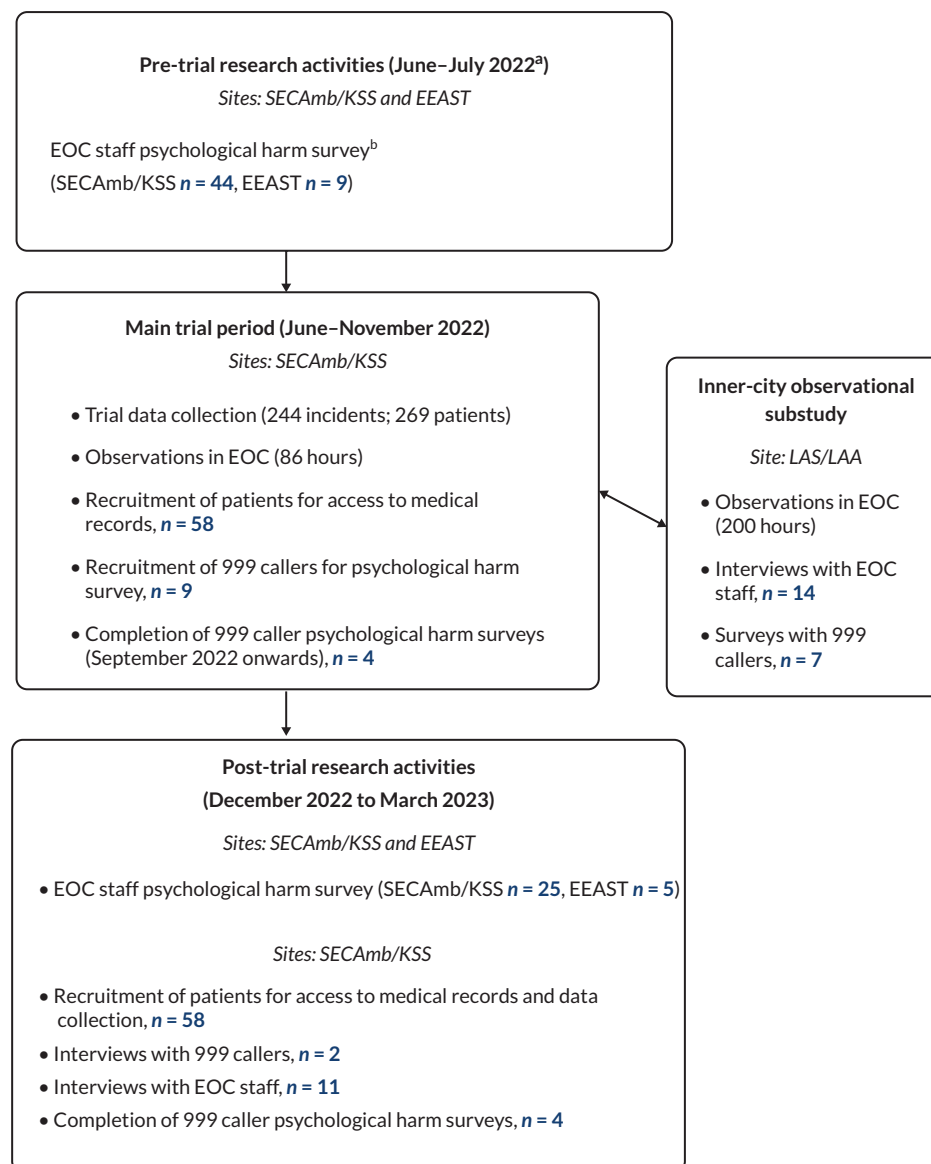 Pre-trial research activities (June–July 2022a)
Sites: SECAmb/KSS and EEAST
EOC staff psychological harm surveyb
(SECAmb/KSS n = 44, EEAST n = 9)
Main trial period (June–November 2022)
Sites: SECAmb/KSS
• Trial data collection (244 incidents; 269 patients)
• Observations in EOC (86 hours)
• Recruitment of patients for access to medical
records, n = 58
• Recruitment of 999 callers for psychological harm
survey, n = 9
• Completion of 999 caller psychological harm surveys
(September 2022 onwards), n = 4
Inner-city observational
substudy
Site: LAS/LAA
• Observations in EOC
(200 hours)
• Interviews with EOC
staff, n = 14
• Surveys with 999
callers, n = 7
Post-trial research activities
(December 2022 to March 2023)
Sites: SECAmb/KSS and EEAST
• EOC staff psychological harm survey (SECAmb/KSS n = 25, EEAST n = 5)
Sites: SECAmb/KSS
• Recruitment of patients for access to medical records and data
collection, n = 58
• Interviews with 999 callers, n = 2
• Interviews with EOC staff, n = 11
• Completion of 999 caller psychological harm surveys, n = 4